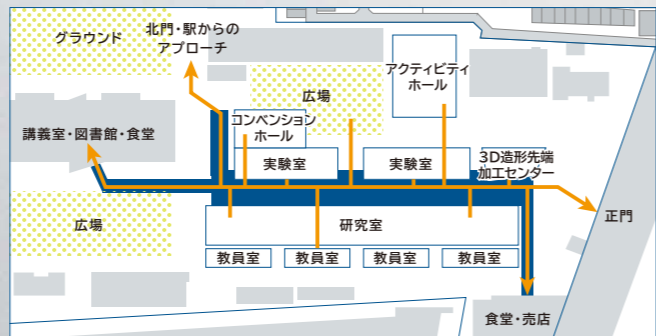 グラウンド
北門・駅からの
アプローチ
アクティビティ
ホール
広場
コンベンション
ホール
講義室・図書館・食堂
実験室
実験室
3D造形先端
加工センター
広場
研究室
正門
教員室
教員室
教員室
教員室
食堂・売店